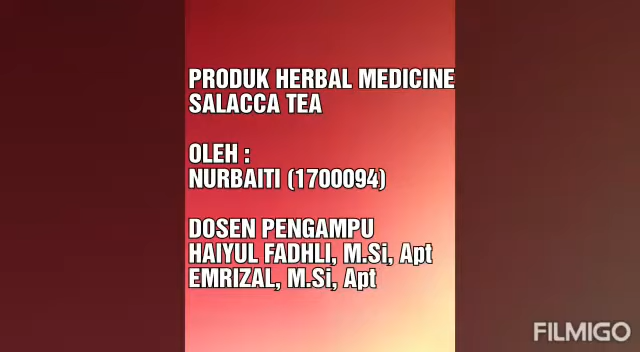 PRODUK HERBAL MEDICINE
SALACCA TEA
OLEH :
NURBAITI (1700094)
DOSEN PENGAMPU
HAIYUL FADHLI, M.Si, Apt
EMRIZAL, M.Si, Apt
FILMIGO